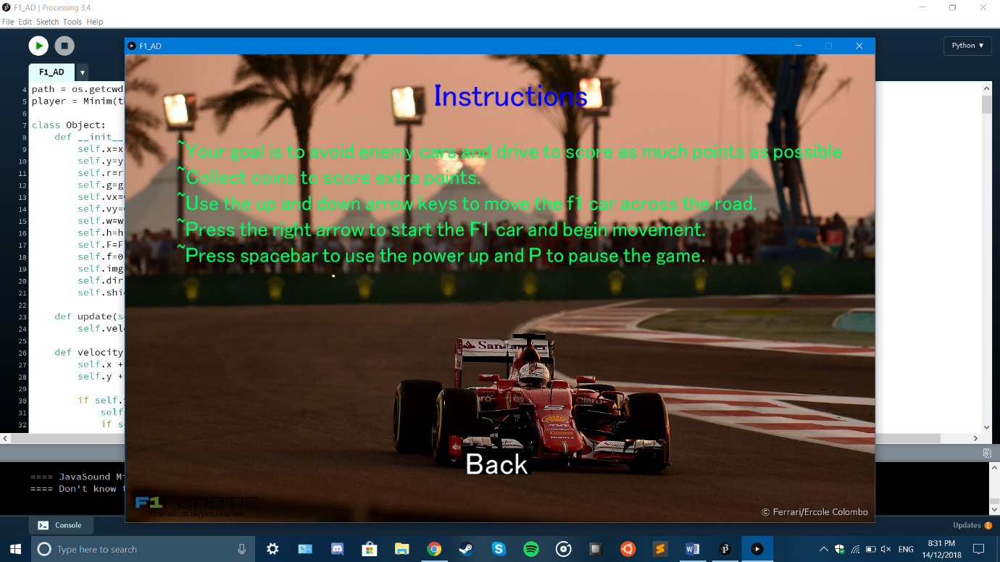 F1_AD | Processing 3.4
File Edit Sketch Tools Help
Python ▾
F1_AD
F1_AD
4 path = os.getcwd
5 player = Minim(th
6
7 class Object:
8 def __init__
9 self.x=x
10 self.y=y
11 self.r=r
12 self.g=g
13 self.vx=
14 self.vy=
15 self.w=w
16 self.h=h
17 self.F=F
18 self.f=0
19 self.img
20 self.dir
21 self.shi
22
23 def update(s
24 self.vel
25
26 def velocity
27 self.x +
28 self.y +
29
30 if self.
31 self
32 if s
Instructions
~Your goal is to avoid enemy cars and drive to score as much points as possible
~Collect coins to score extra points.
~Use the up and down arrow keys to move the f1 car across the road.
~Press the right arrow to start the F1 car and begin movement.
~Press spacebar to use the power up and P to pause the game.
Santander
Claro
5
Back
F1Fanatic
f1fanatic.co.uk/pictures/new
© Ferrari/Ercole Colombo
==== JavaSound Mi
==== Don't know t
Console
Updates 1
Type here to search
ENG
8:31 PM
14/12/2018